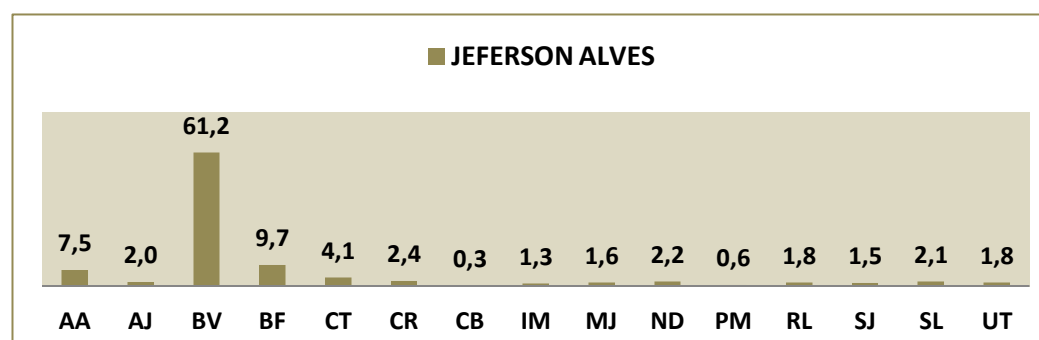 JEFERSON ALVES
7,5 2,0 61,2 9,7 4,1 2,4 0,3 1,3 1,6 2,2 0,6 1,8 1,5 2,1 1,8
AA AJ BV BF CT CR CB IM MJ ND PM RL SJ SL UT